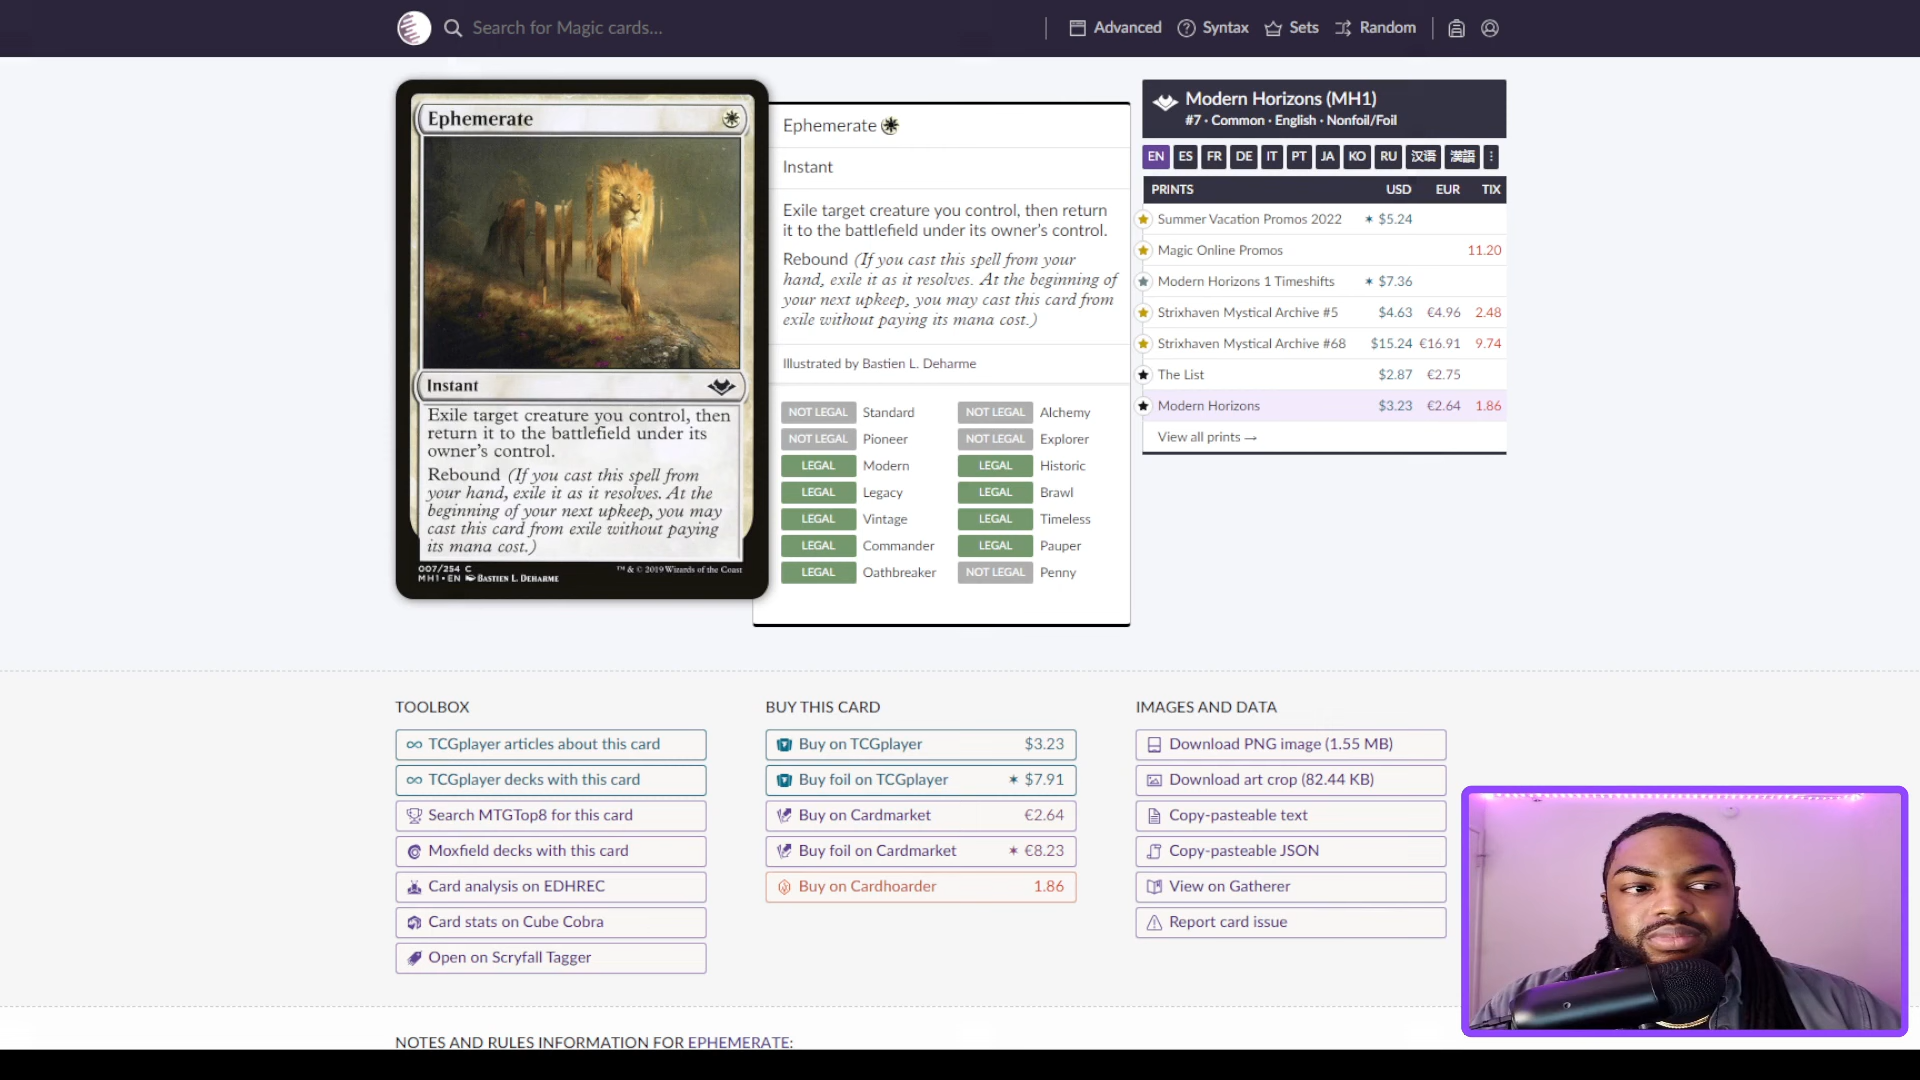 Search for Magic cards...
Advanced
Syntax
Sets
Random
Ephemerate
Instant
Exile target creature you control, then
return it to the battlefield under its
owner's control.
Rebound (If you cast this spell from
your hand, exile it as it resolves. At the
beginning of your next upkeep, you may
cast this card from exile without paying
its mana cost.)
007/254 C
MH1 • EN BASTIEN L. DEHARME
™ & © 2019 Wizards of the Coast
Ephemerate
Instant
Exile target creature you control, then return
it to the battlefield under its owner's control.
Rebound (If you cast this spell from your
hand, exile it as it resolves. At the beginning of
your next upkeep, you may cast this card from
exile without paying its mana cost.)
Illustrated by Bastien L. Deharme
NOT LEGAL Standard NOT LEGAL Alchemy
NOT LEGAL Pioneer NOT LEGAL Explorer
LEGAL Modern LEGAL Historic
LEGAL Legacy LEGAL Brawl
LEGAL Vintage LEGAL Timeless
LEGAL Commander LEGAL Pauper
LEGAL Oathbreaker NOT LEGAL Penny
Modern Horizons (MH1)
#7 · Common · English · Nonfoil/Foil
EN ES FR DE IT PT JA KO RU 汉语 漢語
PRINTS USD EUR TIX
Summer Vacation Promos 2022 $5.24
Magic Online Promos 11.20
Modern Horizons 1 Timeshifts $7.36
Strixhaven Mystical Archive #5 $4.63 €4.96 2.48
Strixhaven Mystical Archive #68 $15.24 €16.91 9.74
The List $2.87 €2.75
Modern Horizons $3.23 €2.64 1.86
View all prints →
TOOLBOX
TCGplayer articles about this card
TCGplayer decks with this card
Search MTGTop8 for this card
Moxfield decks with this card
Card analysis on EDHREC
Card stats on Cube Cobra
Open on Scryfall Tagger
BUY THIS CARD
Buy on TCGplayer $3.23
Buy foil on TCGplayer $7.91
Buy on Cardmarket €2.64
Buy foil on Cardmarket €8.23
Buy on Cardhoarder 1.86
IMAGES AND DATA
Download PNG image (1.55 MB)
Download art crop (82.44 KB)
Copy-pasteable text
Copy-pasteable JSON
View on Gatherer
Report card issue
NOTES AND RULES INFORMATION FOR EPHEMERATE: